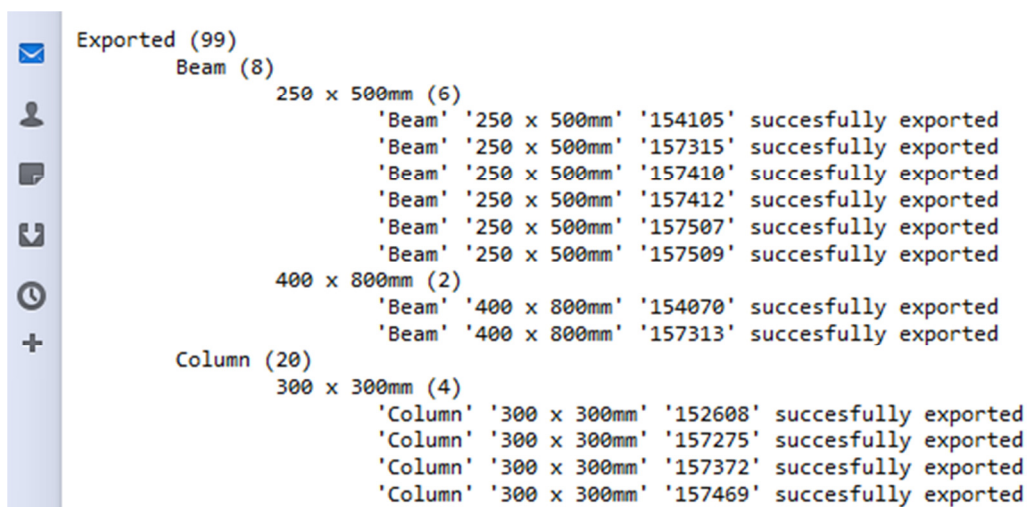 Exported (99)
Beam (8)
250 x 500mm (6)
'Beam' '250 x 500mm' '154105' succesfully exported
'Beam' '250 x 500mm' '157315' succesfully exported
'Beam' '250 x 500mm' '157410' succesfully exported
'Beam' '250 x 500mm' '157412' succesfully exported
'Beam' '250 x 500mm' '157507' succesfully exported
'Beam' '250 x 500mm' '157509' succesfully exported
400 x 800mm (2)
'Beam' '400 x 800mm' '154070' succesfully exported
'Beam' '400 x 800mm' '157313' succesfully exported
Column (20)
300 x 300mm (4)
'Column' '300 x 300mm' '152608' succesfully exported
'Column' '300 x 300mm' '157275' succesfully exported
'Column' '300 x 300mm' '157372' succesfully exported
'Column' '300 x 300mm' '157469' succesfully exported